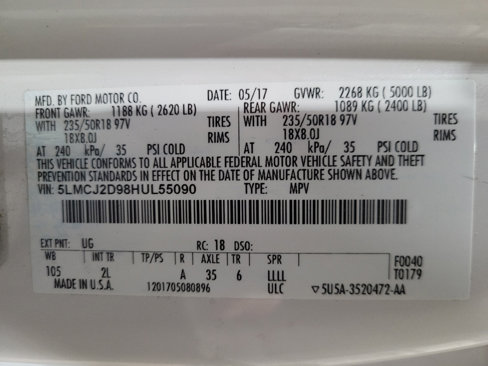 MFD. BY FORD MOTOR CO. DATE: 05/17 GVWR: 2268 KG ( 5000 LB)
FRONT GAWR: 1188 KG ( 2620 LB) REAR GAWR: 1089 KG ( 2400 LB)
WITH 235/50R18 97V TIRES WITH 235/50R18 97V TIRES
18X8.0J RIMS 18X8.0J RIMS
AT 240 kPa/ 35 PSI COLD AT 240 kPa/ 35 PSI COLD
THIS VEHICLE CONFORMS TO ALL APPLICABLE FEDERAL MOTOR VEHICLE SAFETY AND THEFT
PREVENTION STANDARDS IN EFFECT ON THE DATE OF MANUFACTURE SHOWN ABOVE.
VIN: 5LMCJ2D98HUL55090 TYPE: MPV
EXT PNT: UG RC: 18 DSO:
WB INT TR TP/PS R AXLE TR SPR F0040
105 2L A 35 6 LLLL T0179
MADE IN U.S.A. 1201705080896 ULC ▽5U5A-3520472-AA